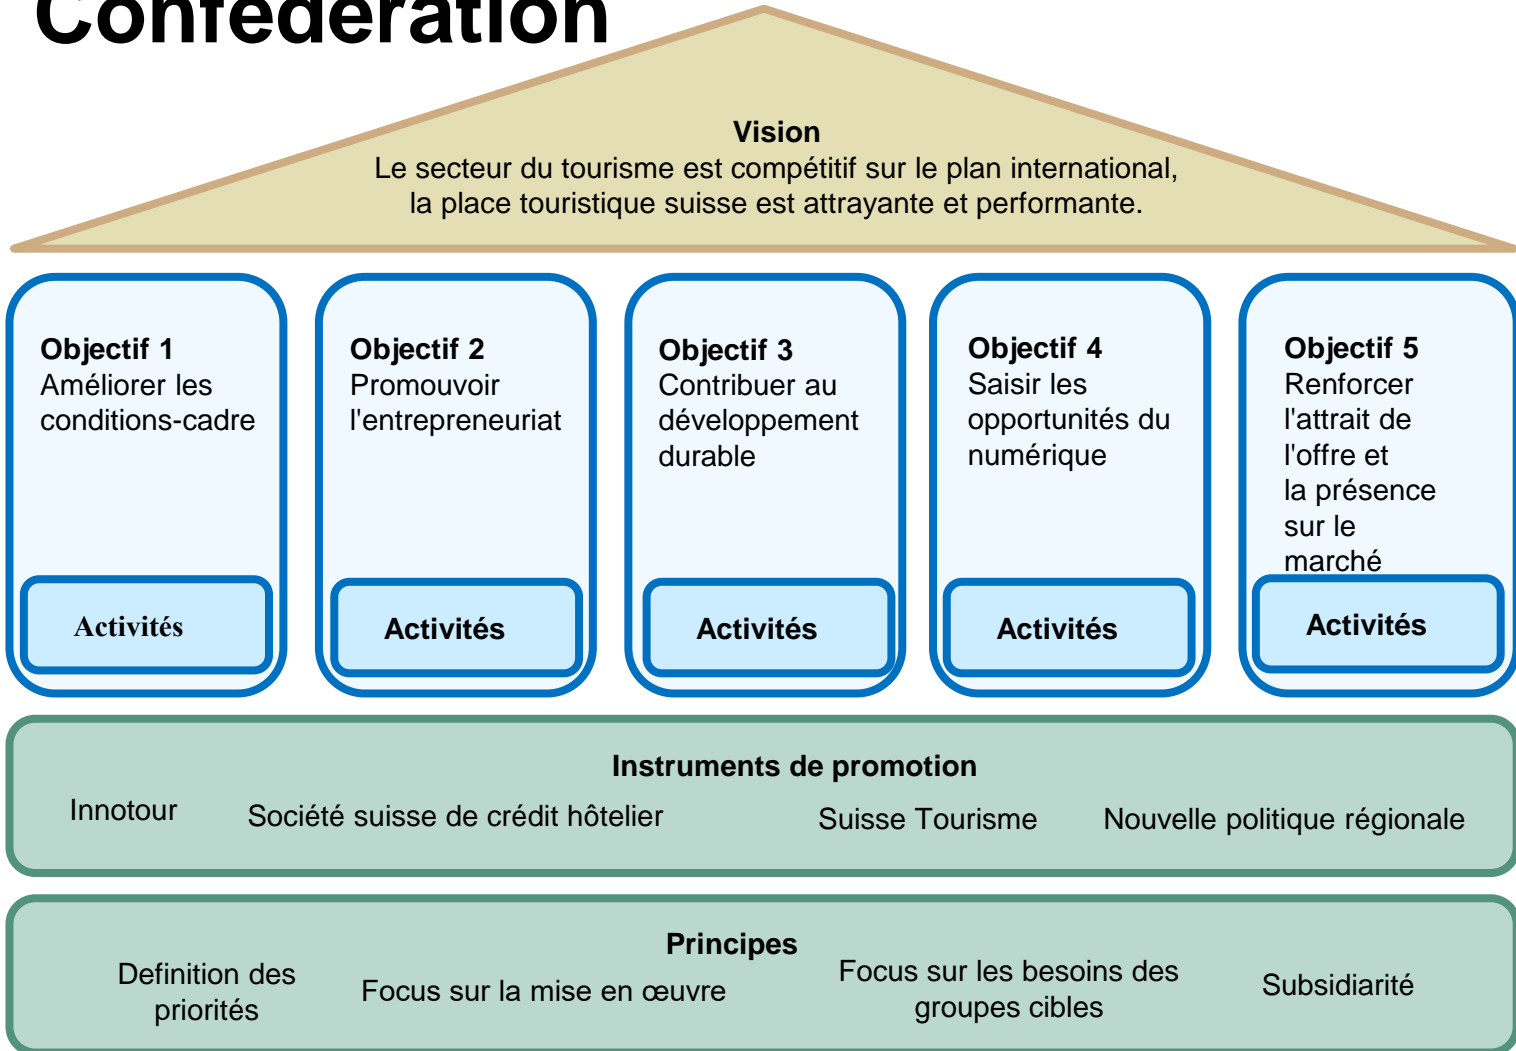 Confédération
Vision
Le secteur du tourisme est compétitif sur le plan international,
la place touristique suisse est attrayante et performante.
Objectif 1
Améliorer les
conditions-cadre
Activités
Objectif 2
Promouvoir
l'entrepreneuriat
Activités
Objectif 3
Contribuer au
développement
durable
Activités
Objectif 4
Saisir les
opportunités du
numérique
Activités
Objectif 5
Renforcer
l'attrait de
l'offre et
la présence
sur le
marché
Activités
Instruments de promotion
Innotour
Société suisse de crédit hôtelier
Suisse Tourisme
Nouvelle politique régionale
Principes
Definition des
priorités
Focus sur la mise en œuvre
Focus sur les besoins des
groupes cibles
Subsidiarité